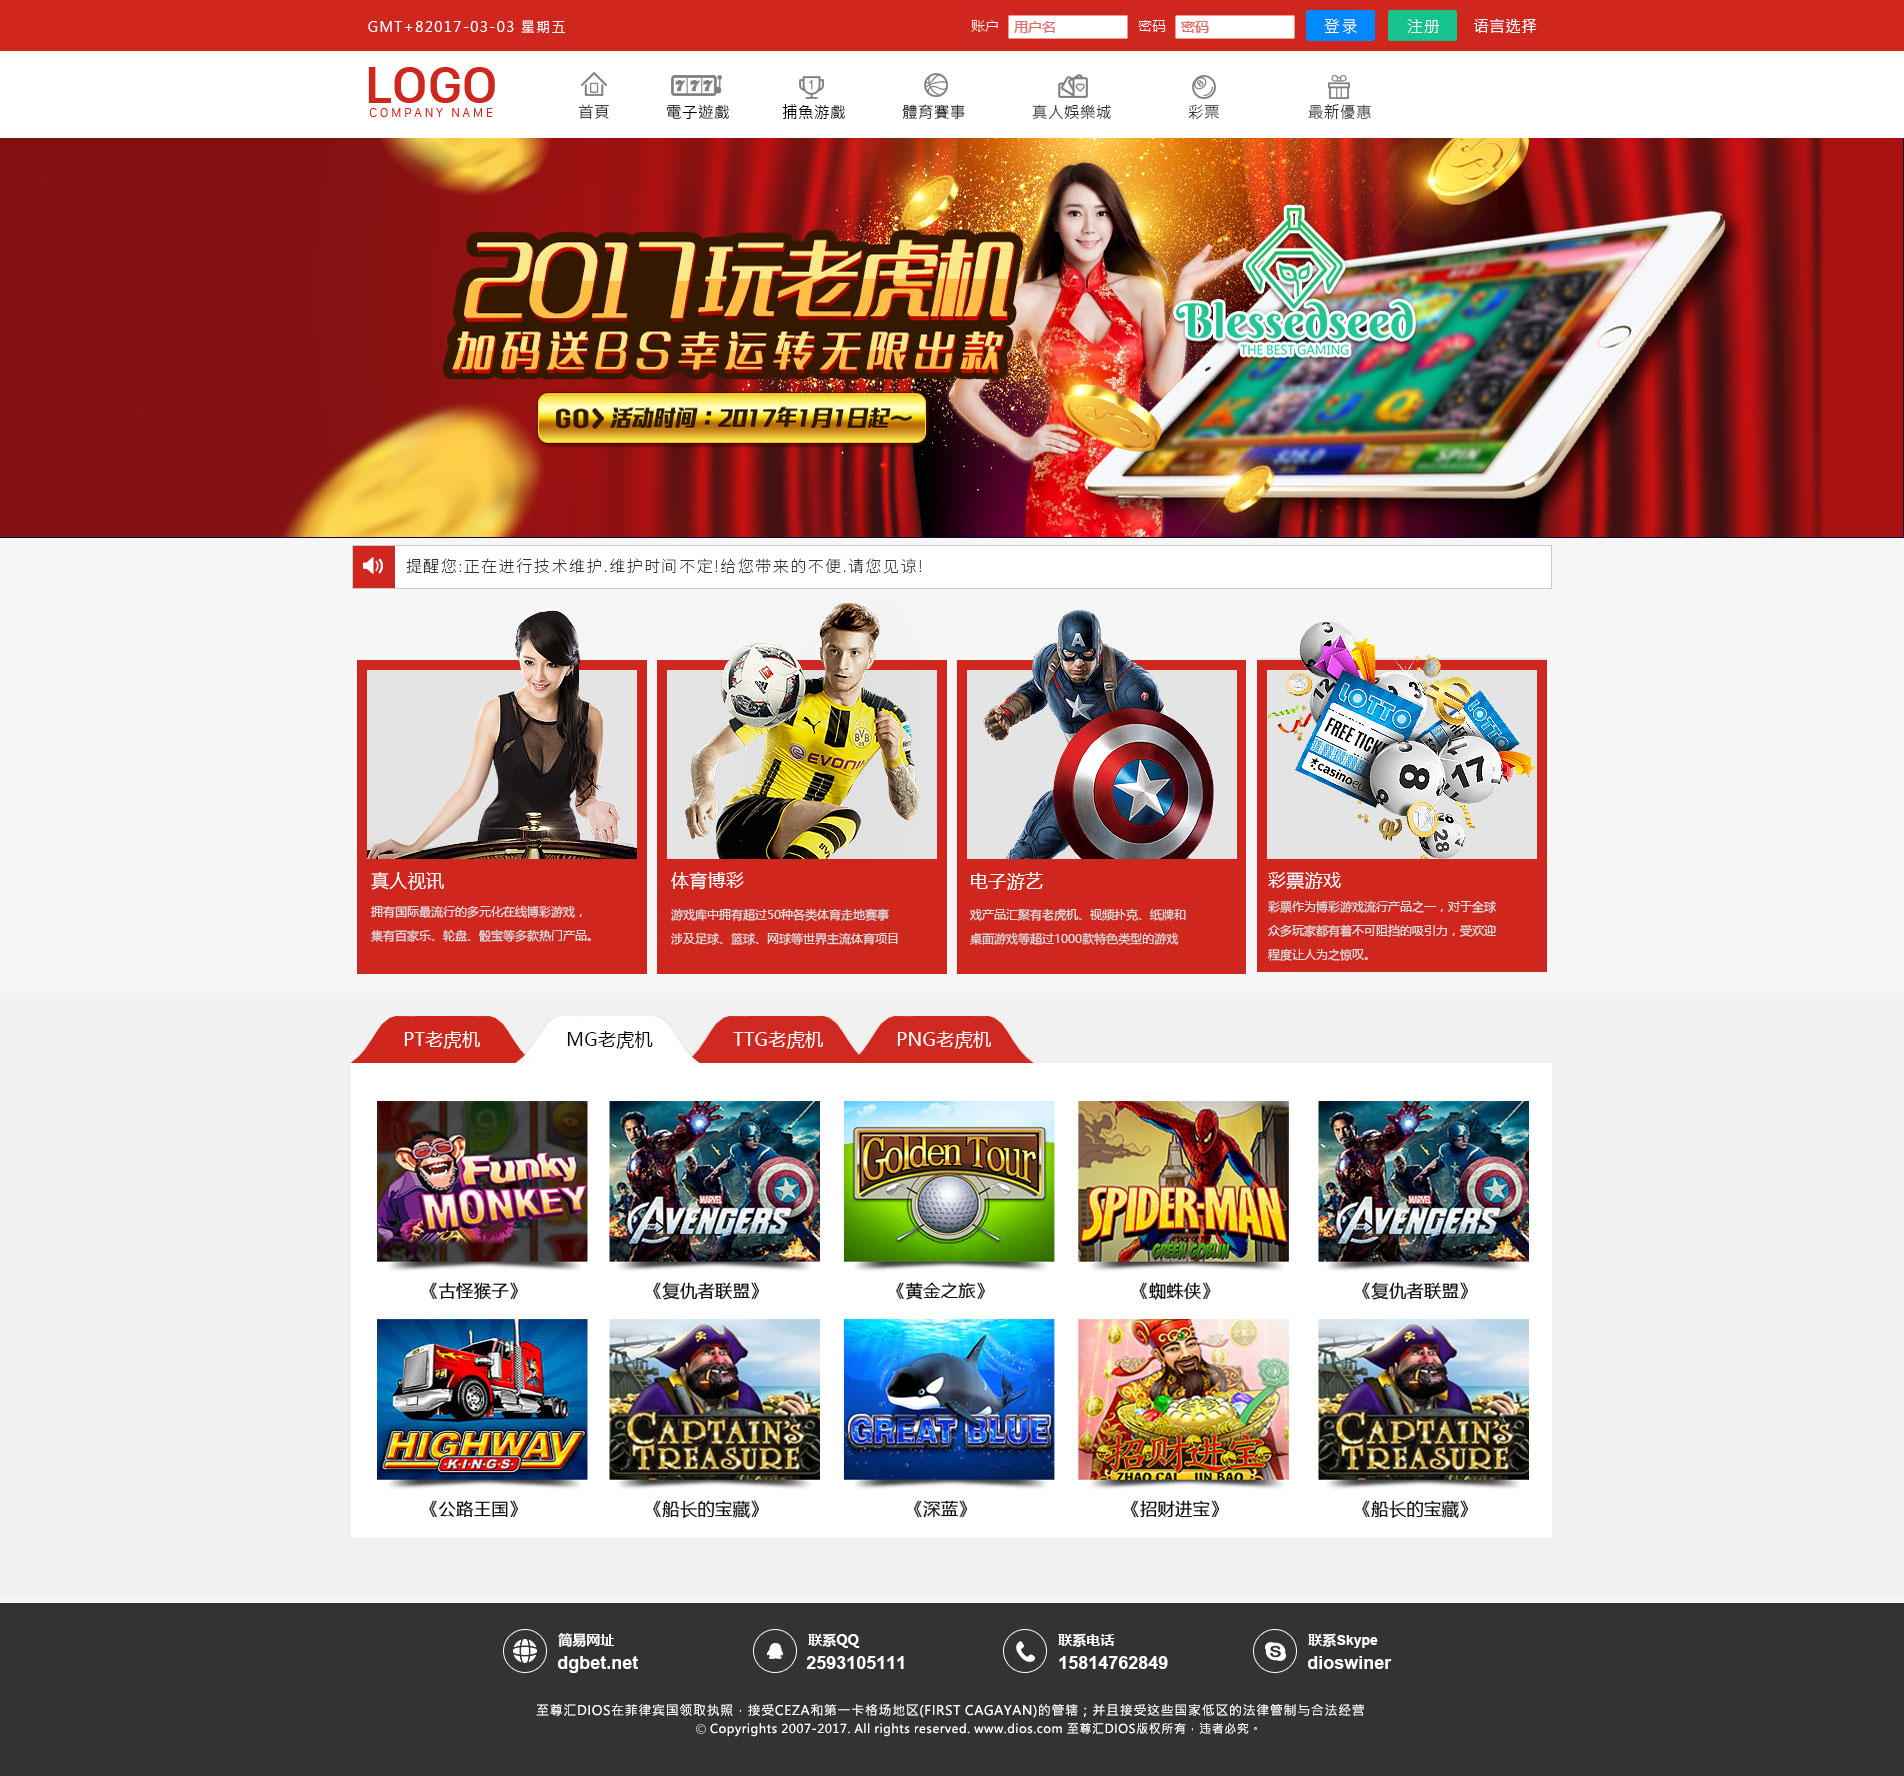 GMT+82017-03-03 星期五
账户 用户名 密码 密码 登录 注册 语言选择
LOGO
COMPANY NAME
首頁 電子遊戲 捕魚游戲 體育賽事 真人娛樂城 彩票 最新優惠
2017玩老虎机
加码送BS幸运转无限出款
GO> 活动时间：2017年1月1日起～
Blessedseed
THE BEST GAMING
SPIN
提醒您:正在进行技术维护.维护时间不定!给您带来的不便.请您见谅!
EVONIK
BVB
09
A
LOTTO
FREE TICKE
casinoeu
LOTTO
8
17
12
3
28
真人视讯
拥有国际最流行的多元化在线博彩游戏，
集有百家乐、轮盘、骰宝等多款热门产品。
体育博彩
游戏库中拥有超过50种各类体育走地赛事
涉及足球、篮球、网球等世界主流体育项目
电子游艺
戏产品汇聚有老虎机、视频扑克、纸牌和
桌面游戏等超过1000款特色类型的游戏
彩票游戏
彩票作为博彩游戏流行产品之一，对于全球
众多玩家都有着不可阻挡的吸引力，受欢迎
程度让人为之惊叹。
PT老虎机 MG老虎机 TTG老虎机 PNG老虎机
Funky
MONKEY
MARVEL
THE AVENGERS
Golden Tour
SPIDER-MAN
ATTACK OF THE
GREEN GOBLIN
MARVEL
THE AVENGERS
《古怪猴子》 《复仇者联盟》 《黄金之旅》 《蜘蛛侠》 《复仇者联盟》
HIGHWAY
KINGS
CAPTAIN'S
TREASURE
GREAT BLUE
招财进宝
ZHAO CAI JIN BAO
CAPTAIN'S
TREASURE
《公路王国》 《船长的宝藏》 《深蓝》 《招财进宝》 《船长的宝藏》
简易网址
dgbet.net
联系QQ
2593105111
联系电话
15814762849
联系Skype
dioswiner
至尊汇DIOS在菲律宾国领取执照，接受CEZA和第一卡格场地区(FIRST CAGAYAN)的管辖；并且接受这些国家低区的法律管制与合法经营
© Copyrights 2007-2017. All rights reserved. www.dios.com 至尊汇DIOS版权所有，违者必究。